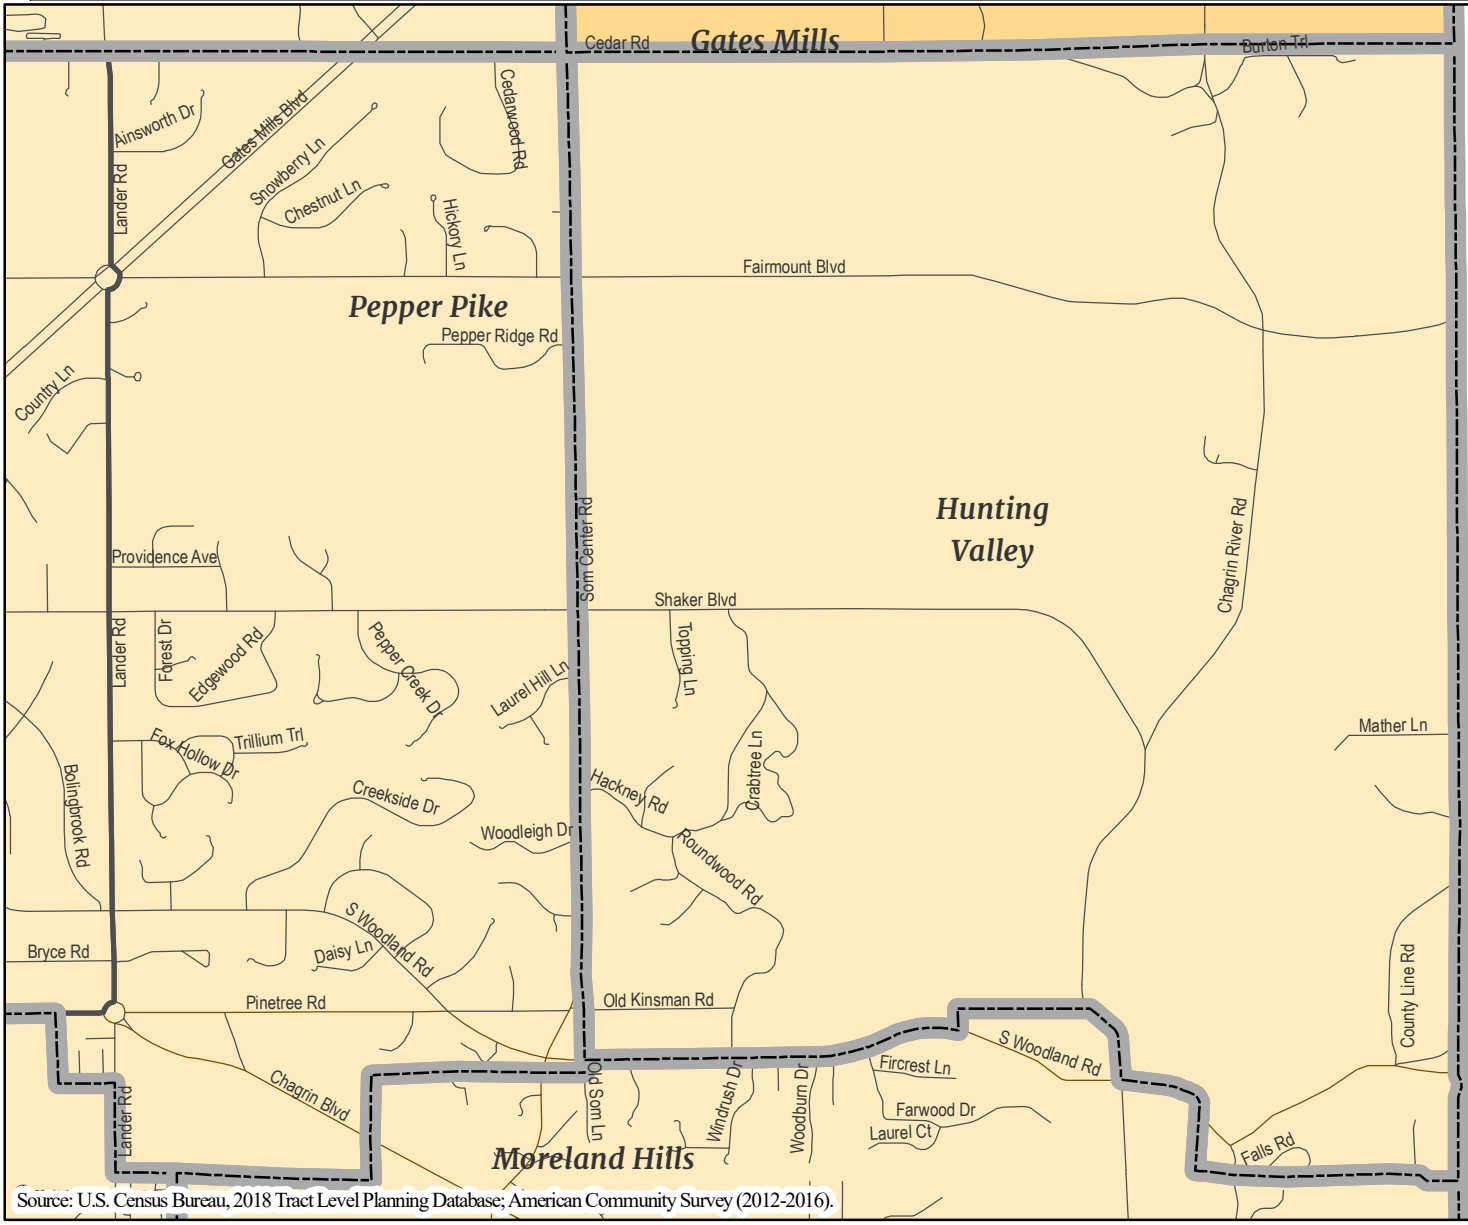 Cedar Rd
Gates Mills
Burton Trl
Ainsworth Dr
Gates Mills Blvd
Cedarwood Rd
Snowberry Ln
Chestnut Ln
Lander Rd
Hickory Ln
Fairmount Blvd
Pepper Pike
Pepper Ridge Rd
Country Ln
Som Center Rd
Hunting
Valley
Chagrin River Rd
Providence Ave
Shaker Blvd
Lander Rd
Forest Dr
Edgewood Rd
Pepper Creek Dr
Laurel Hill Ln
Topping Ln
Fox Hollow Dr
Trillium Trl
Crabtree Ln
Mather Ln
Bolingbrook Rd
Creekside Dr
Hackney Rd
Woodleigh Dr
Roundwood Rd
S Woodland Rd
Bryce Rd
Daisy Ln
County Line Rd
Pinetree Rd
Old Kinsman Rd
S Woodland Rd
Chagrin Blvd
Lander Rd
Old Som Ln
Windrush Dr
Woodburn Dr
Fircrest Ln
Farwood Dr
Laurel Ct
Falls Rd
Moreland Hills
Source: U.S. Census Bureau, 2018 Tract Level Planning Database; American Community Survey (2012-2016).